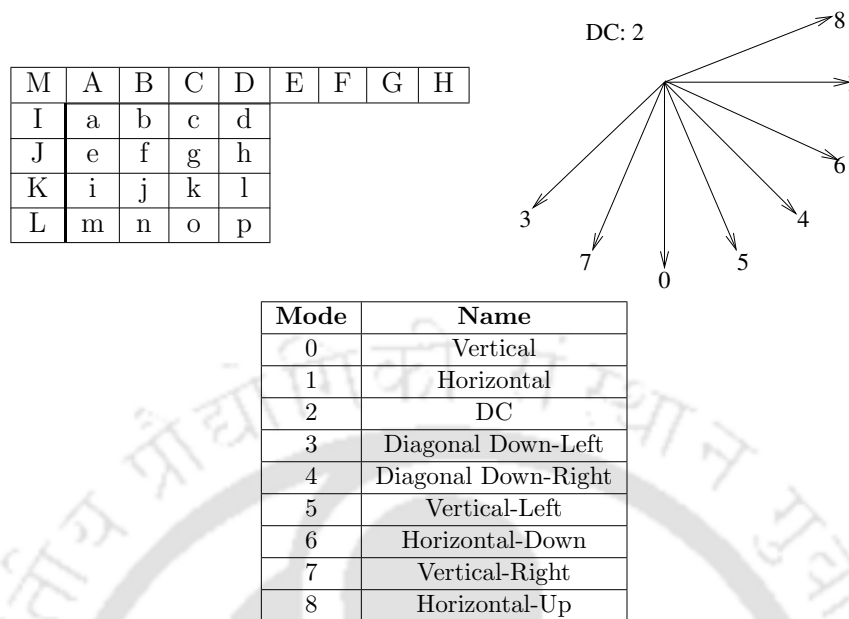 DC: 2
8
6
4
5
0
7
3
M A B C D E F G H
I a b c d
J e f g h
K i j k l
L m n o p
Mode Name
0 Vertical
1 Horizontal
2 DC
3 Diagonal Down-Left
4 Diagonal Down-Right
5 Vertical-Left
6 Horizontal-Down
7 Vertical-Right
8 Horizontal-Up